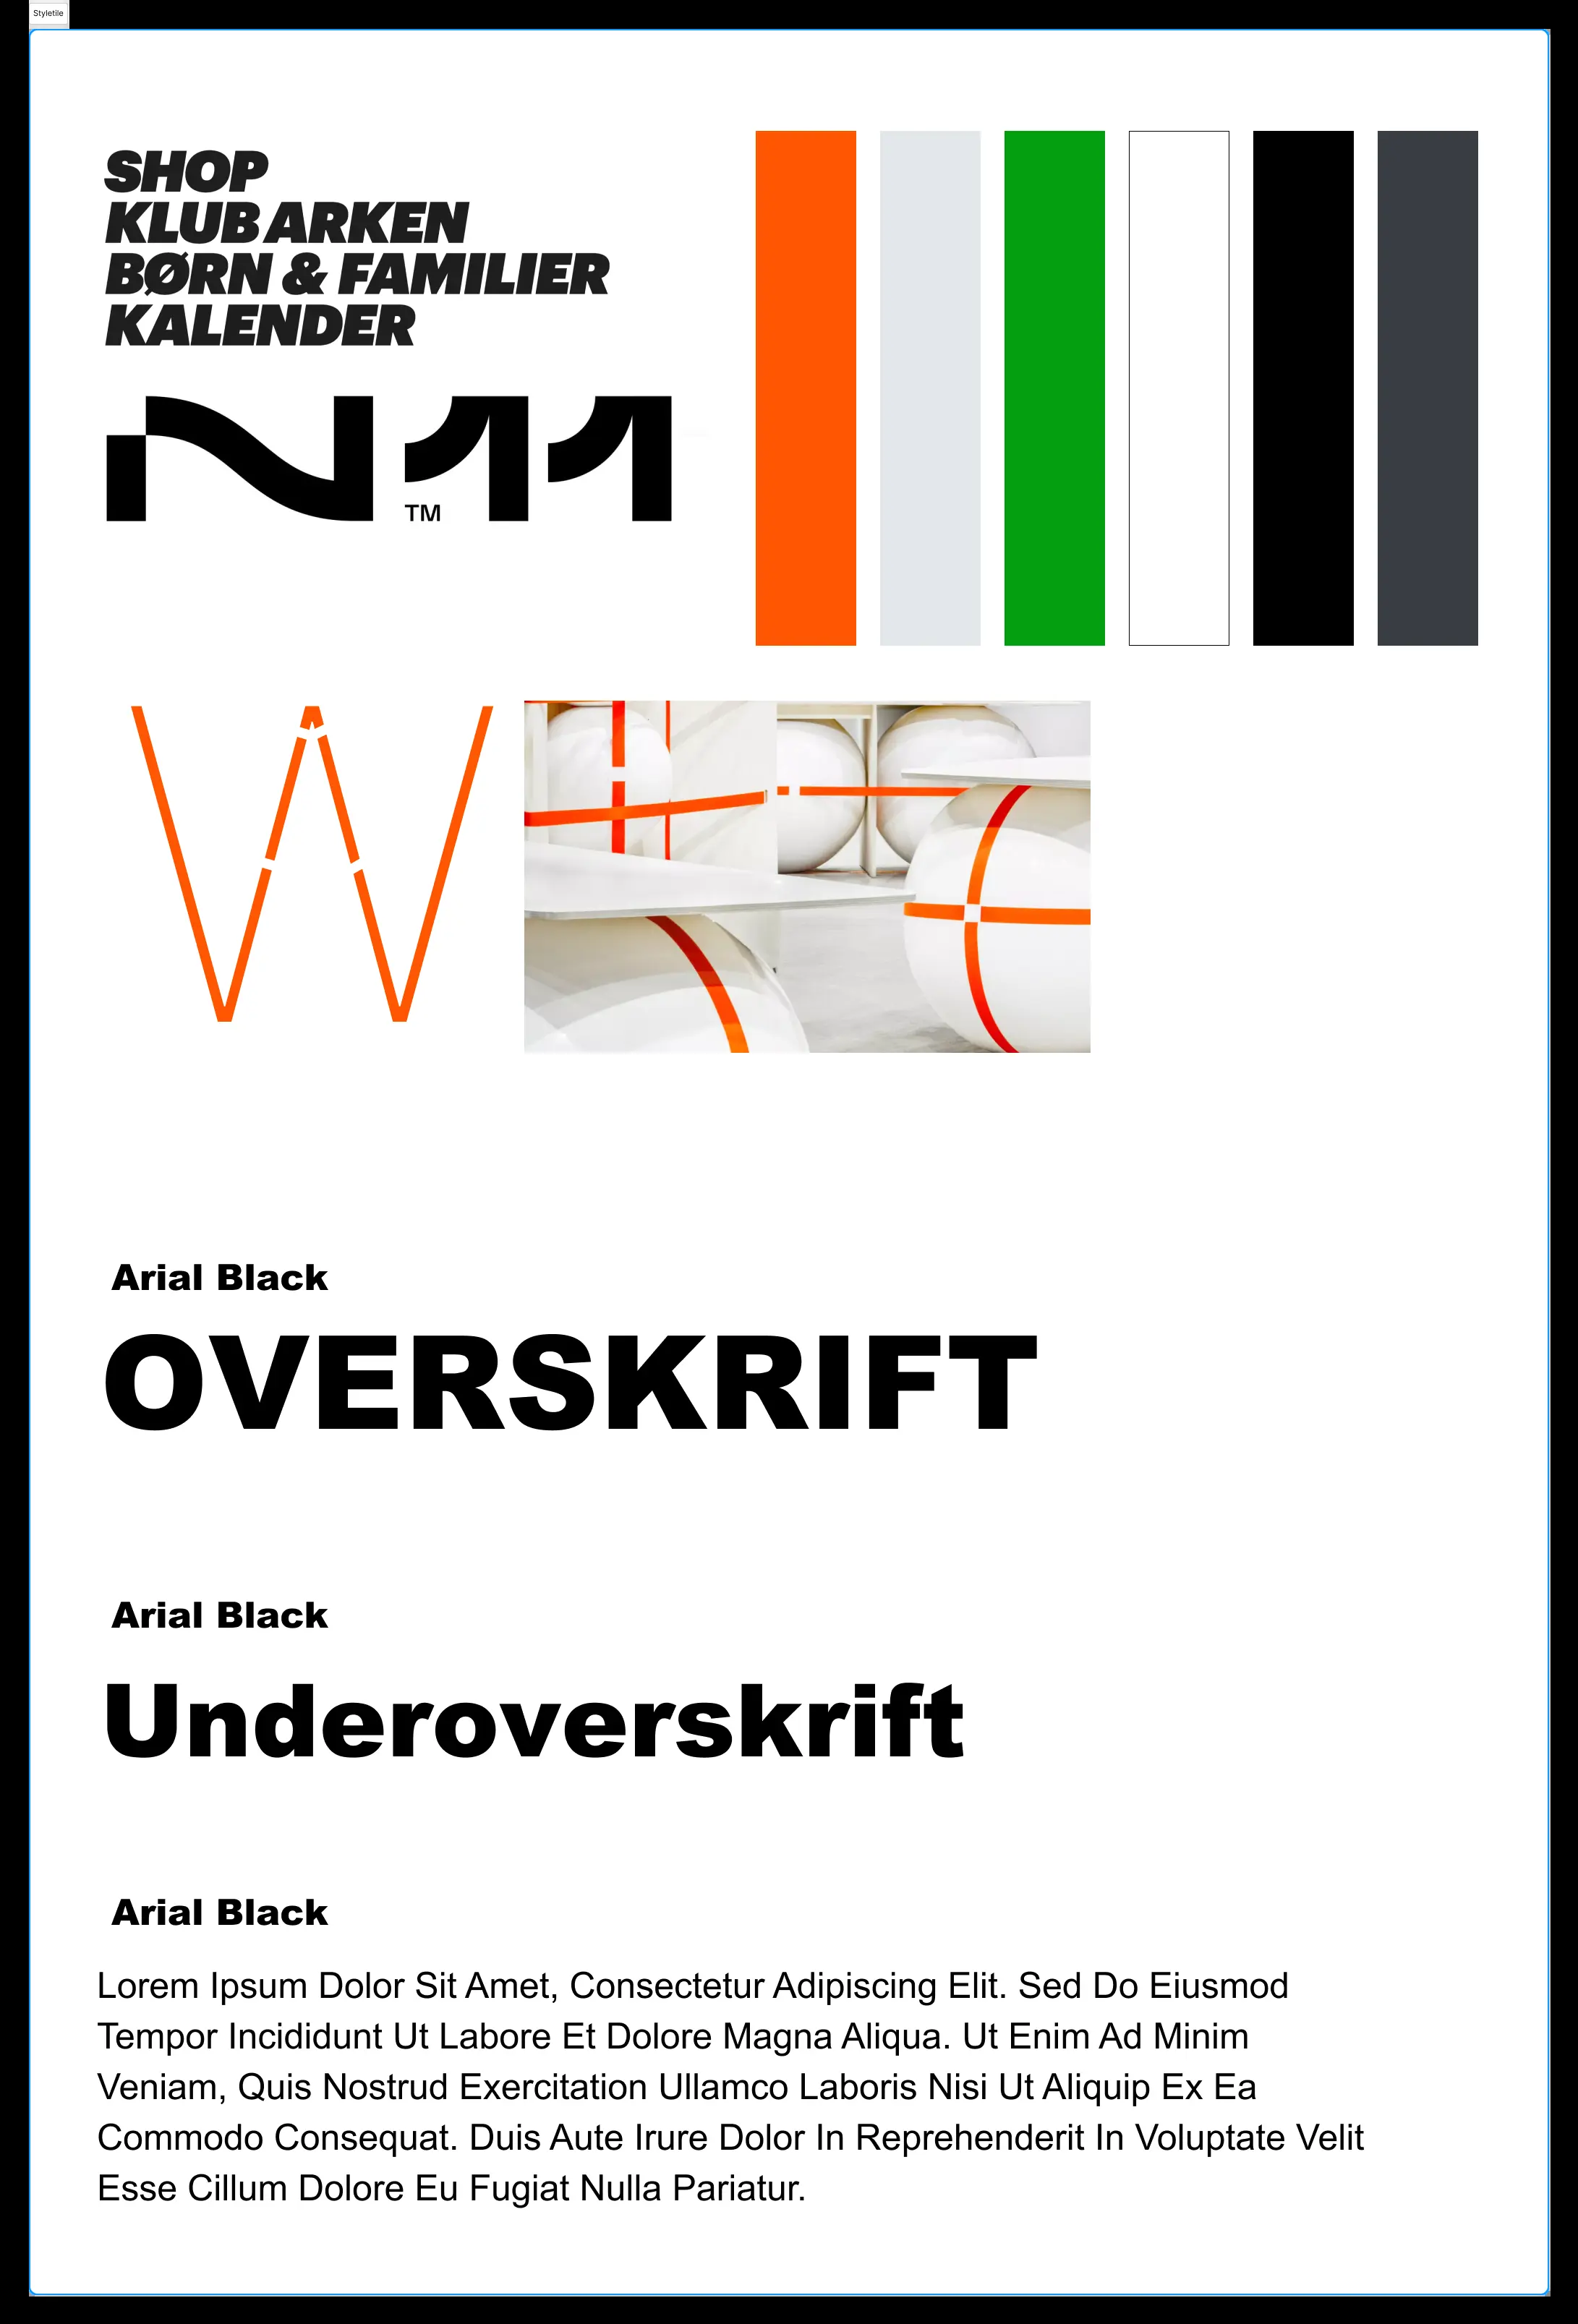 Styletile
SHOP
KLUB ARKEN
BØRN & FAMILIER
KALENDER
N11
TM
W
Arial Black
OVERSKRIFT
Arial Black
Underoverskrift
Arial Black
Lorem Ipsum Dolor Sit Amet, Consectetur Adipiscing Elit. Sed Do Eiusmod
Tempor Incididunt Ut Labore Et Dolore Magna Aliqua. Ut Enim Ad Minim
Veniam, Quis Nostrud Exercitation Ullamco Laboris Nisi Ut Aliquip Ex Ea
Commodo Consequat. Duis Aute Irure Dolor In Reprehenderit In Voluptate Velit
Esse Cillum Dolore Eu Fugiat Nulla Pariatur.